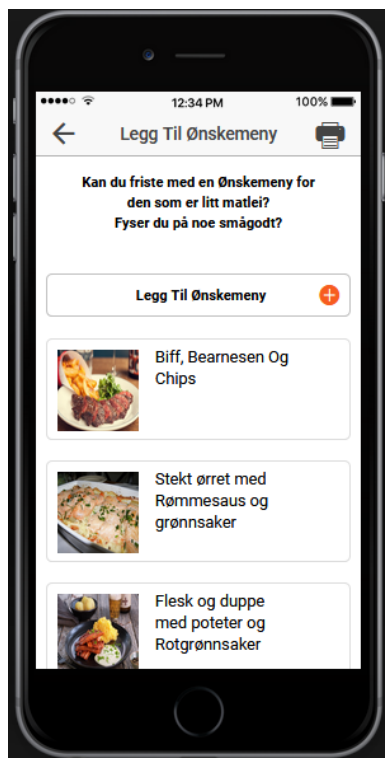 12:34 PM
100%
Legg Til Ønskemeny
Kan du friste med en Ønskemeny for
den som er litt matlei?
Fyser du på noe smågodt?
Legg Til Ønskemeny
Biff, Bearnesen Og
Chips
Stekt ørret med
Rømmesaus og
grønnsaker
Flesk og duppe
med poteter og
Rotgrønnsaker